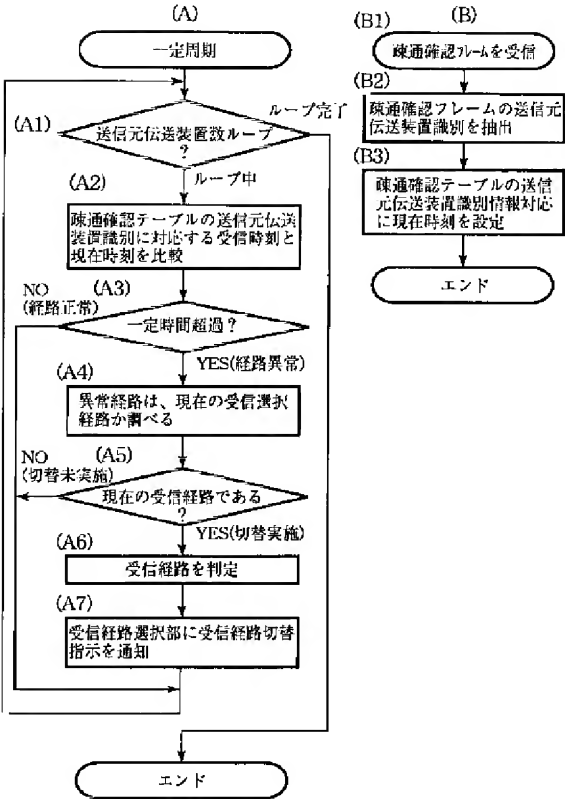 (A)
一定周期
(A1)
送信元伝送装置数ループ
?
ループ完了
ループ中
(A2)
疎通確認テーブルの送信元伝送
装置識別に対応する受信時刻と
現在時刻を比較
NO
(経路正常)
(A3)
一定時間超過?
YES(経路異常)
(A4)
異常経路は、現在の受信選択
経路か調べる
NO
(切替未実施)
(A5)
現在の受信経路である
?
YES(切替実施)
(A6)
受信経路を判定
(A7)
受信経路選択部に受信経路切替
指示を通知
エンド
(B)
(B1)
疎通確認フレームを受信
(B2)
疎通確認フレームの送信元
伝送装置識別を抽出
(B3)
疎通確認テーブルの送信
元伝送装置識別情報対応
に現在時刻を設定
エンド